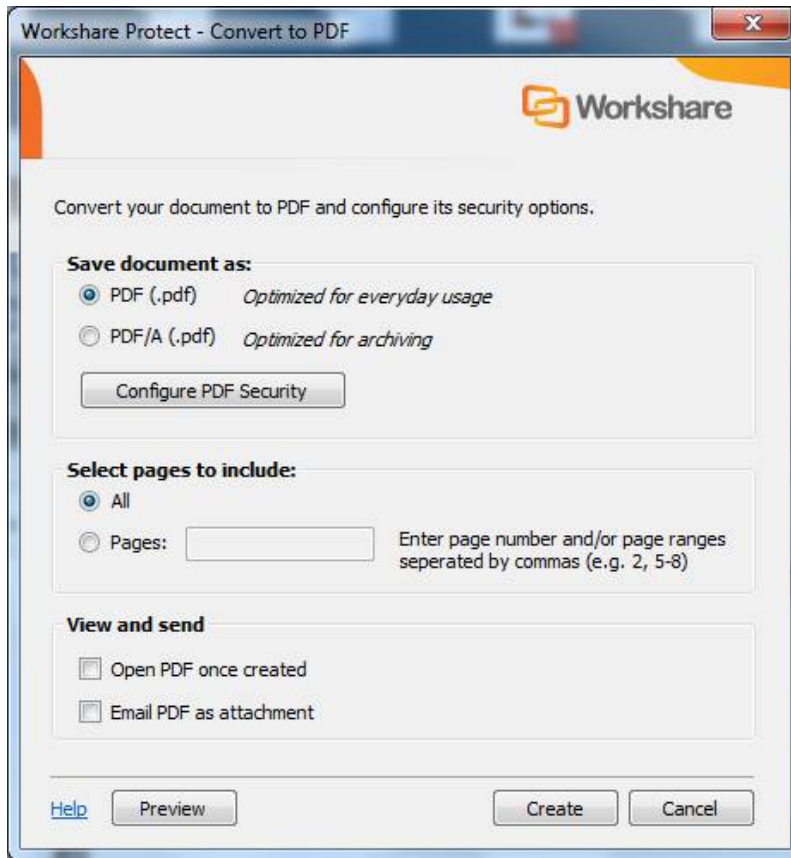 Workshare Protect - Convert to PDF
Workshare
Convert your document to PDF and configure its security options.
Save document as:
PDF (.pdf) Optimized for everyday usage
PDF/A (.pdf) Optimized for archiving
Configure PDF Security
Select pages to include:
All
Pages: Enter page number and/or page ranges
seperated by commas (e.g. 2, 5-8)
View and send
Open PDF once created
Email PDF as attachment
Help Preview Create Cancel